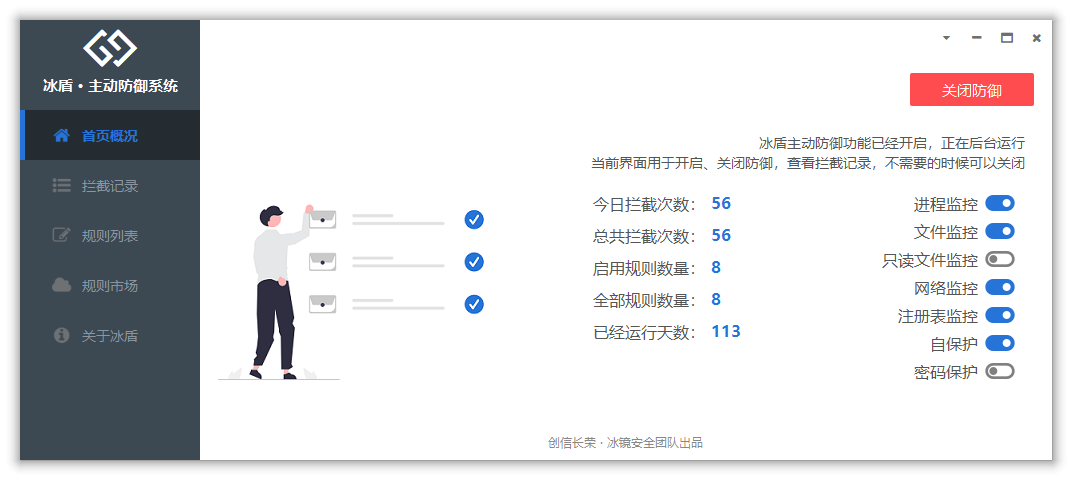 冰盾·主动防御系统
首页概况
拦截记录
规则列表
规则市场
关于冰盾
关闭防御
冰盾主动防御功能已经开启，正在后台运行
当前界面用于开启、关闭防御，查看拦截记录，不需要的时候可以关闭
今日拦截次数： 56
总共拦截次数： 56
启用规则数量： 8
全部规则数量： 8
已经运行天数： 113
进程监控
文件监控
只读文件监控
网络监控
注册表监控
自保护
密码保护
创信长荣·冰镜安全团队出品